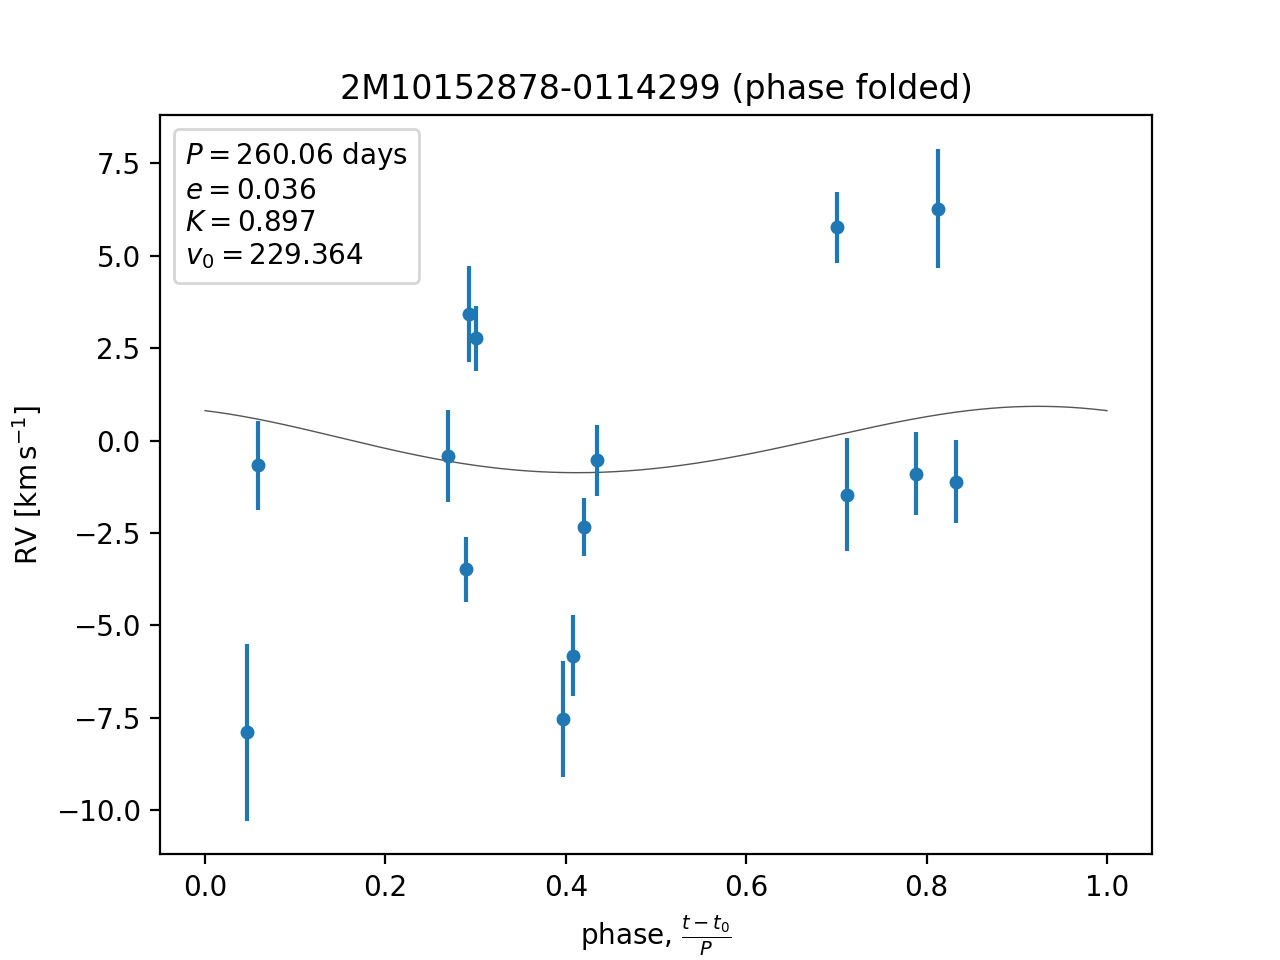 2M10152878-0114299 (phase folded)
P = 260.06 days
e = 0.036
K = 0.897
v₀ = 229.364
7.5
5.0
2.5
0.0
−2.5
−5.0
−7.5
−10.0
RV [km s⁻¹]
0.0 0.2 0.4 0.6 0.8 1.0
phase, (t − t₀)/P